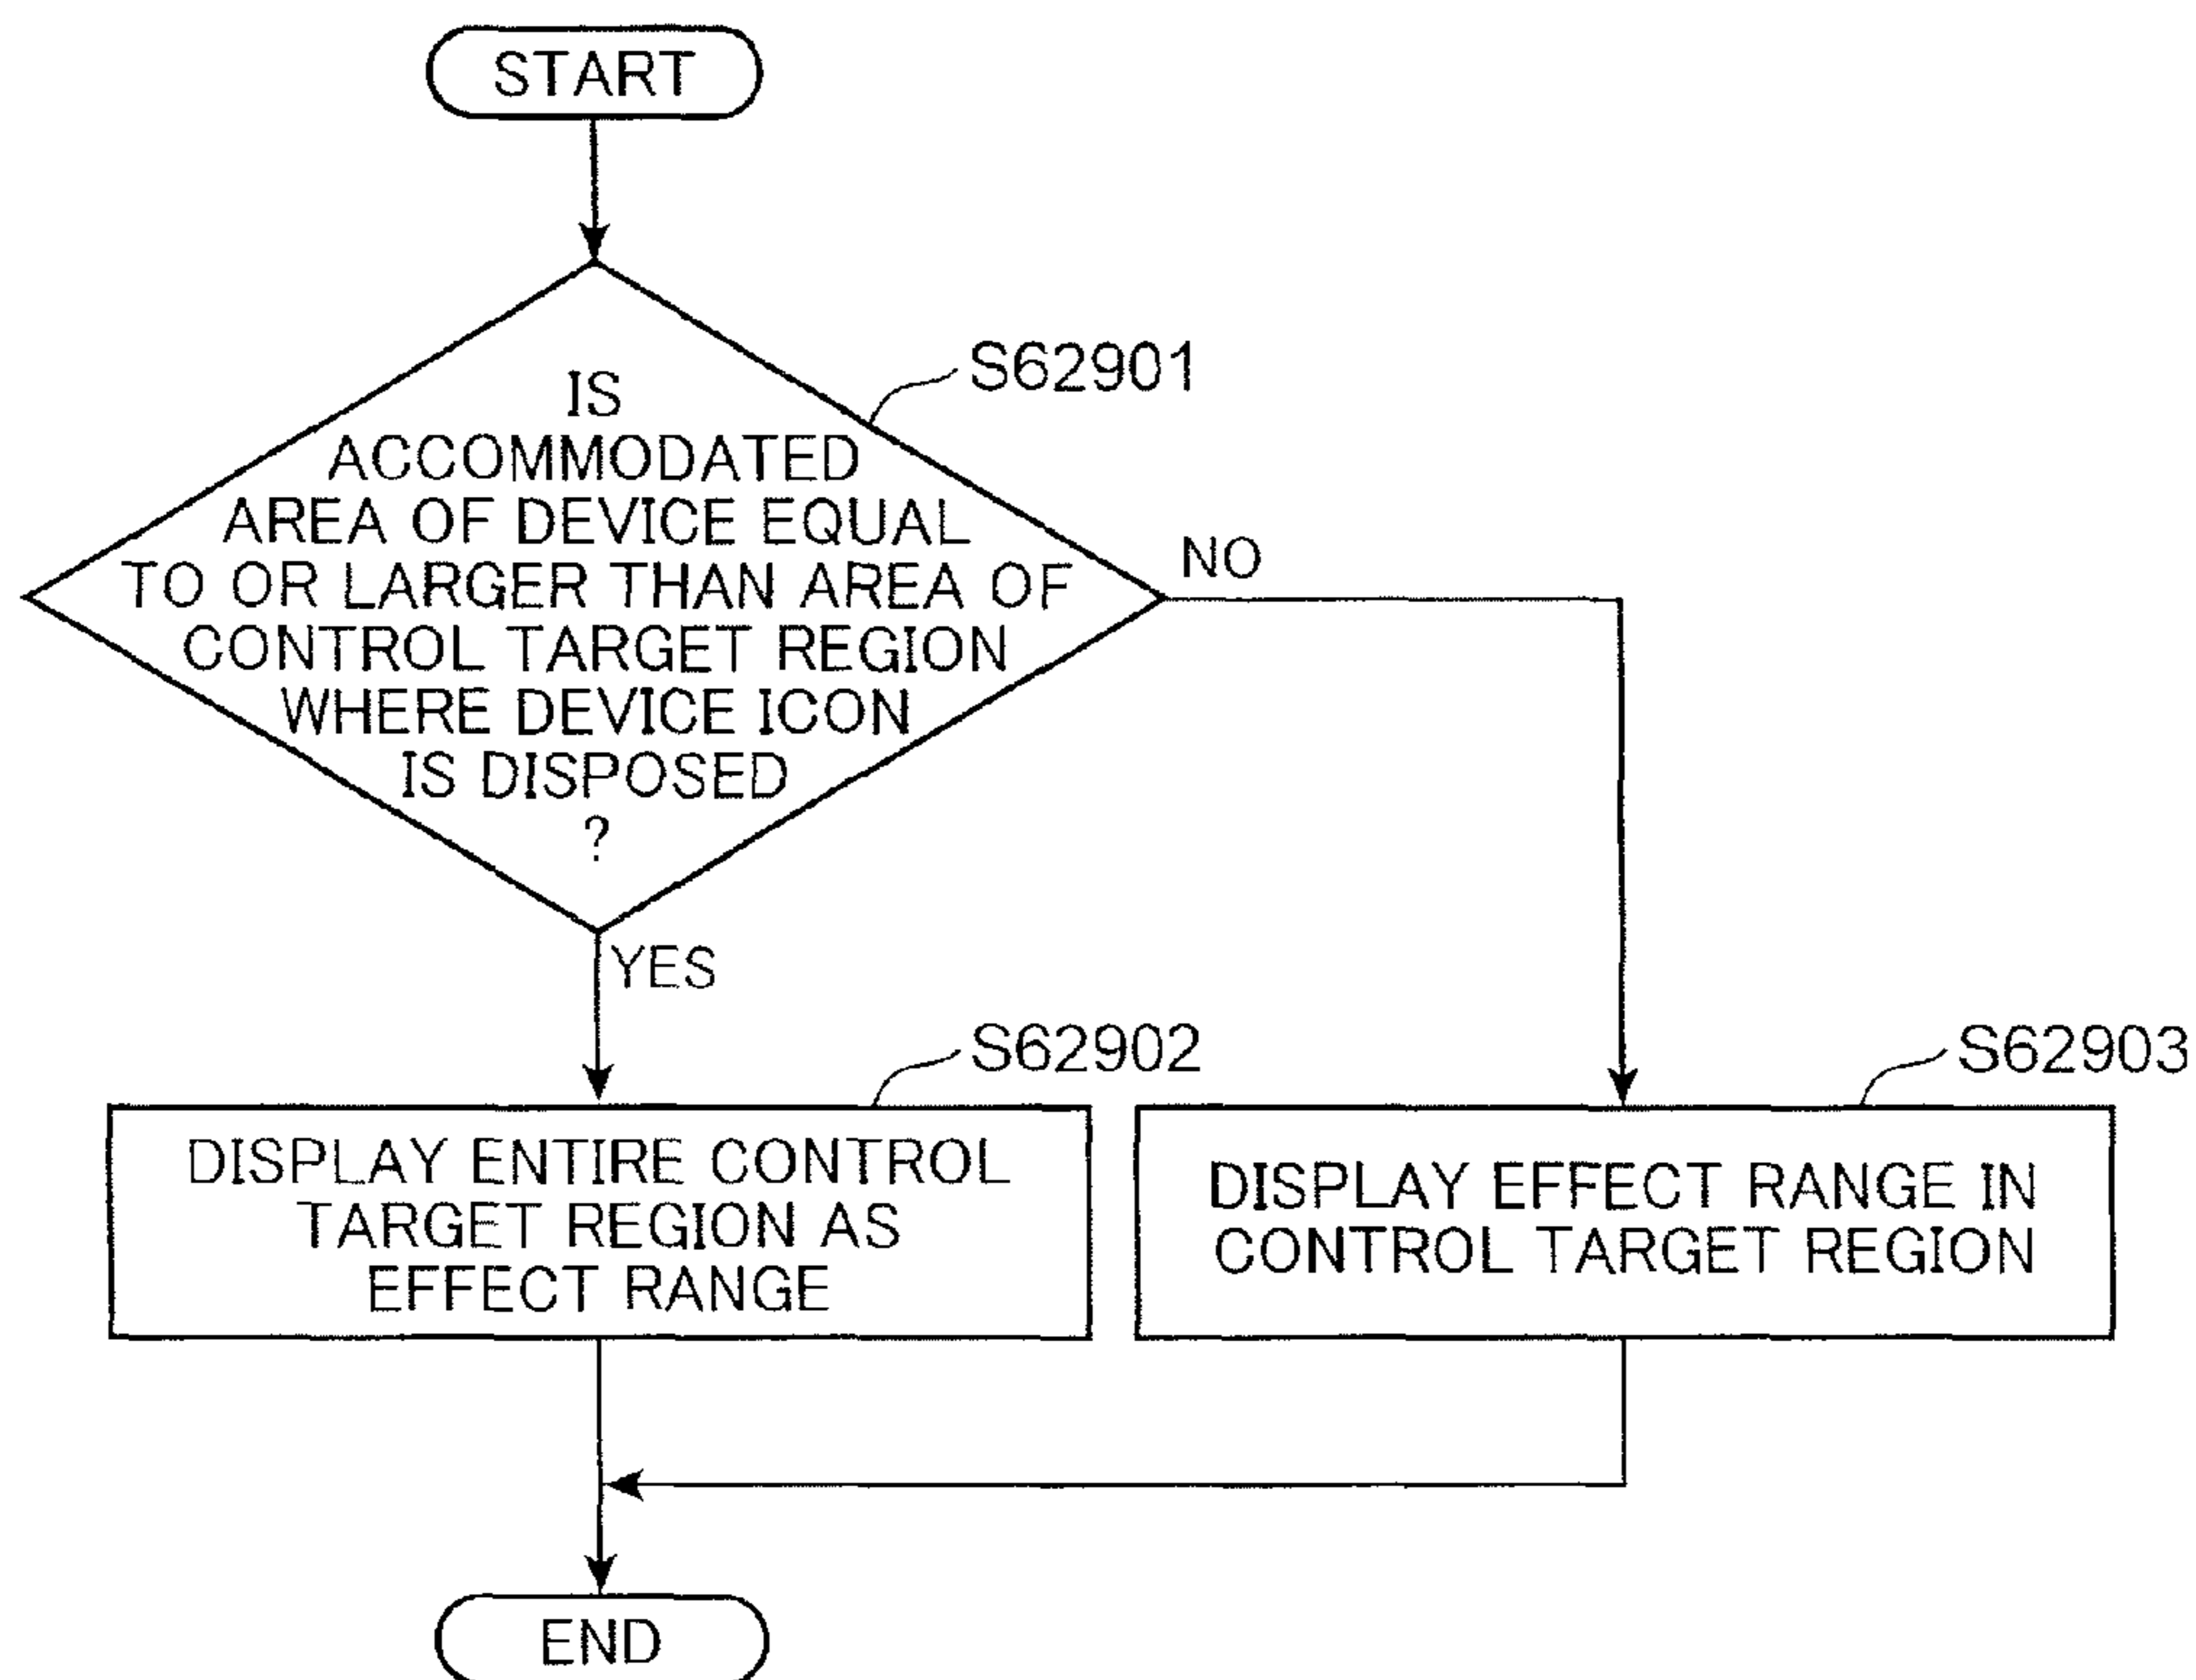 START
S62901
IS
ACCOMMODATED
AREA OF DEVICE EQUAL
TO OR LARGER THAN AREA OF
CONTROL TARGET REGION
WHERE DEVICE ICON
IS DISPOSED
?
NO
YES
S62902
DISPLAY ENTIRE CONTROL
TARGET REGION AS
EFFECT RANGE
S62903
DISPLAY EFFECT RANGE IN
CONTROL TARGET REGION
END